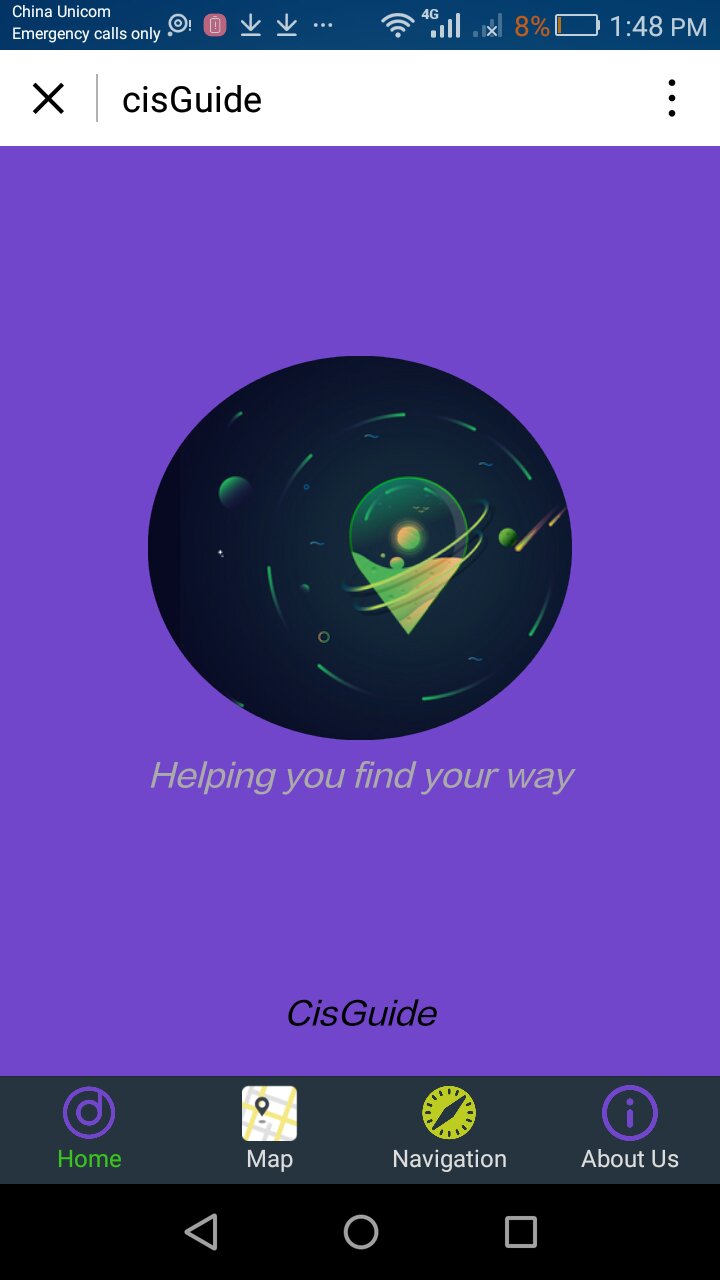 China Unicom
Emergency calls only
4G
8%
1:48 PM
cisGuide
Helping you find your way
CisGuide
Home
Map
Navigation
About Us